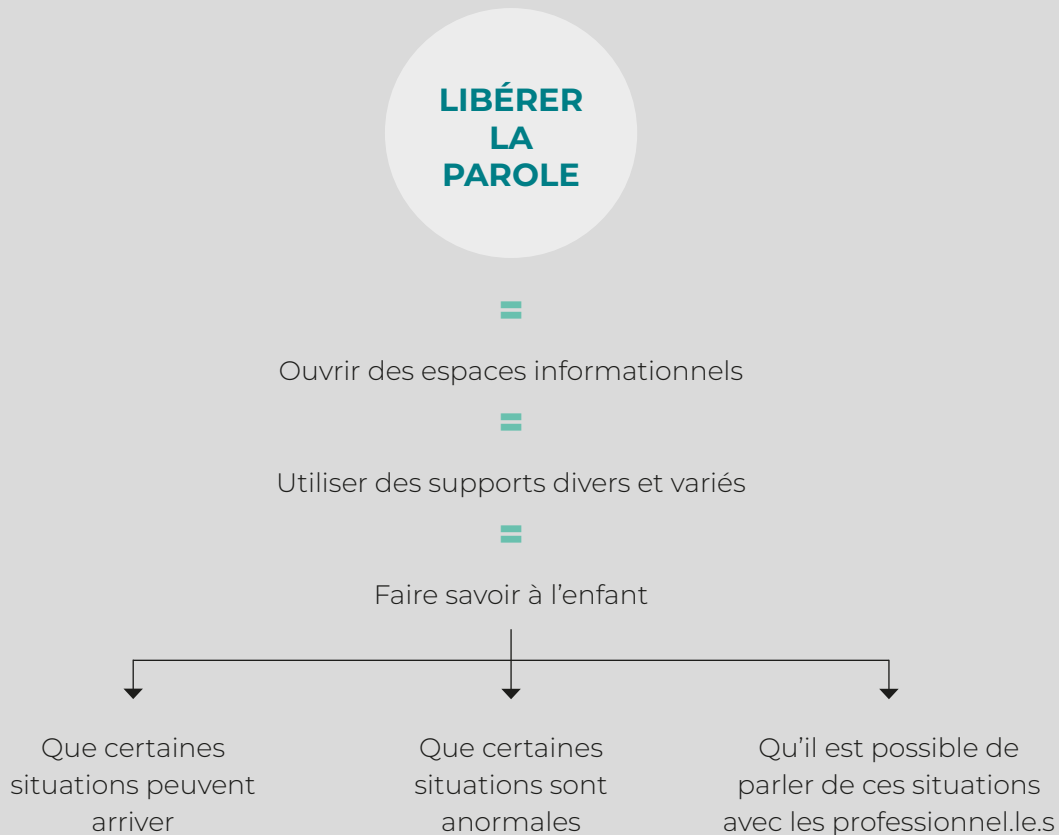 LIBÉRER
LA
PAROLE
=
Ouvrir des espaces informationnels
=
Utiliser des supports divers et variés
=
Faire savoir à l’enfant
Que certaines
situations peuvent
arriver
Que certaines
situations sont
anormales
Qu’il est possible de
parler de ces situations
avec les professionnel.le.s